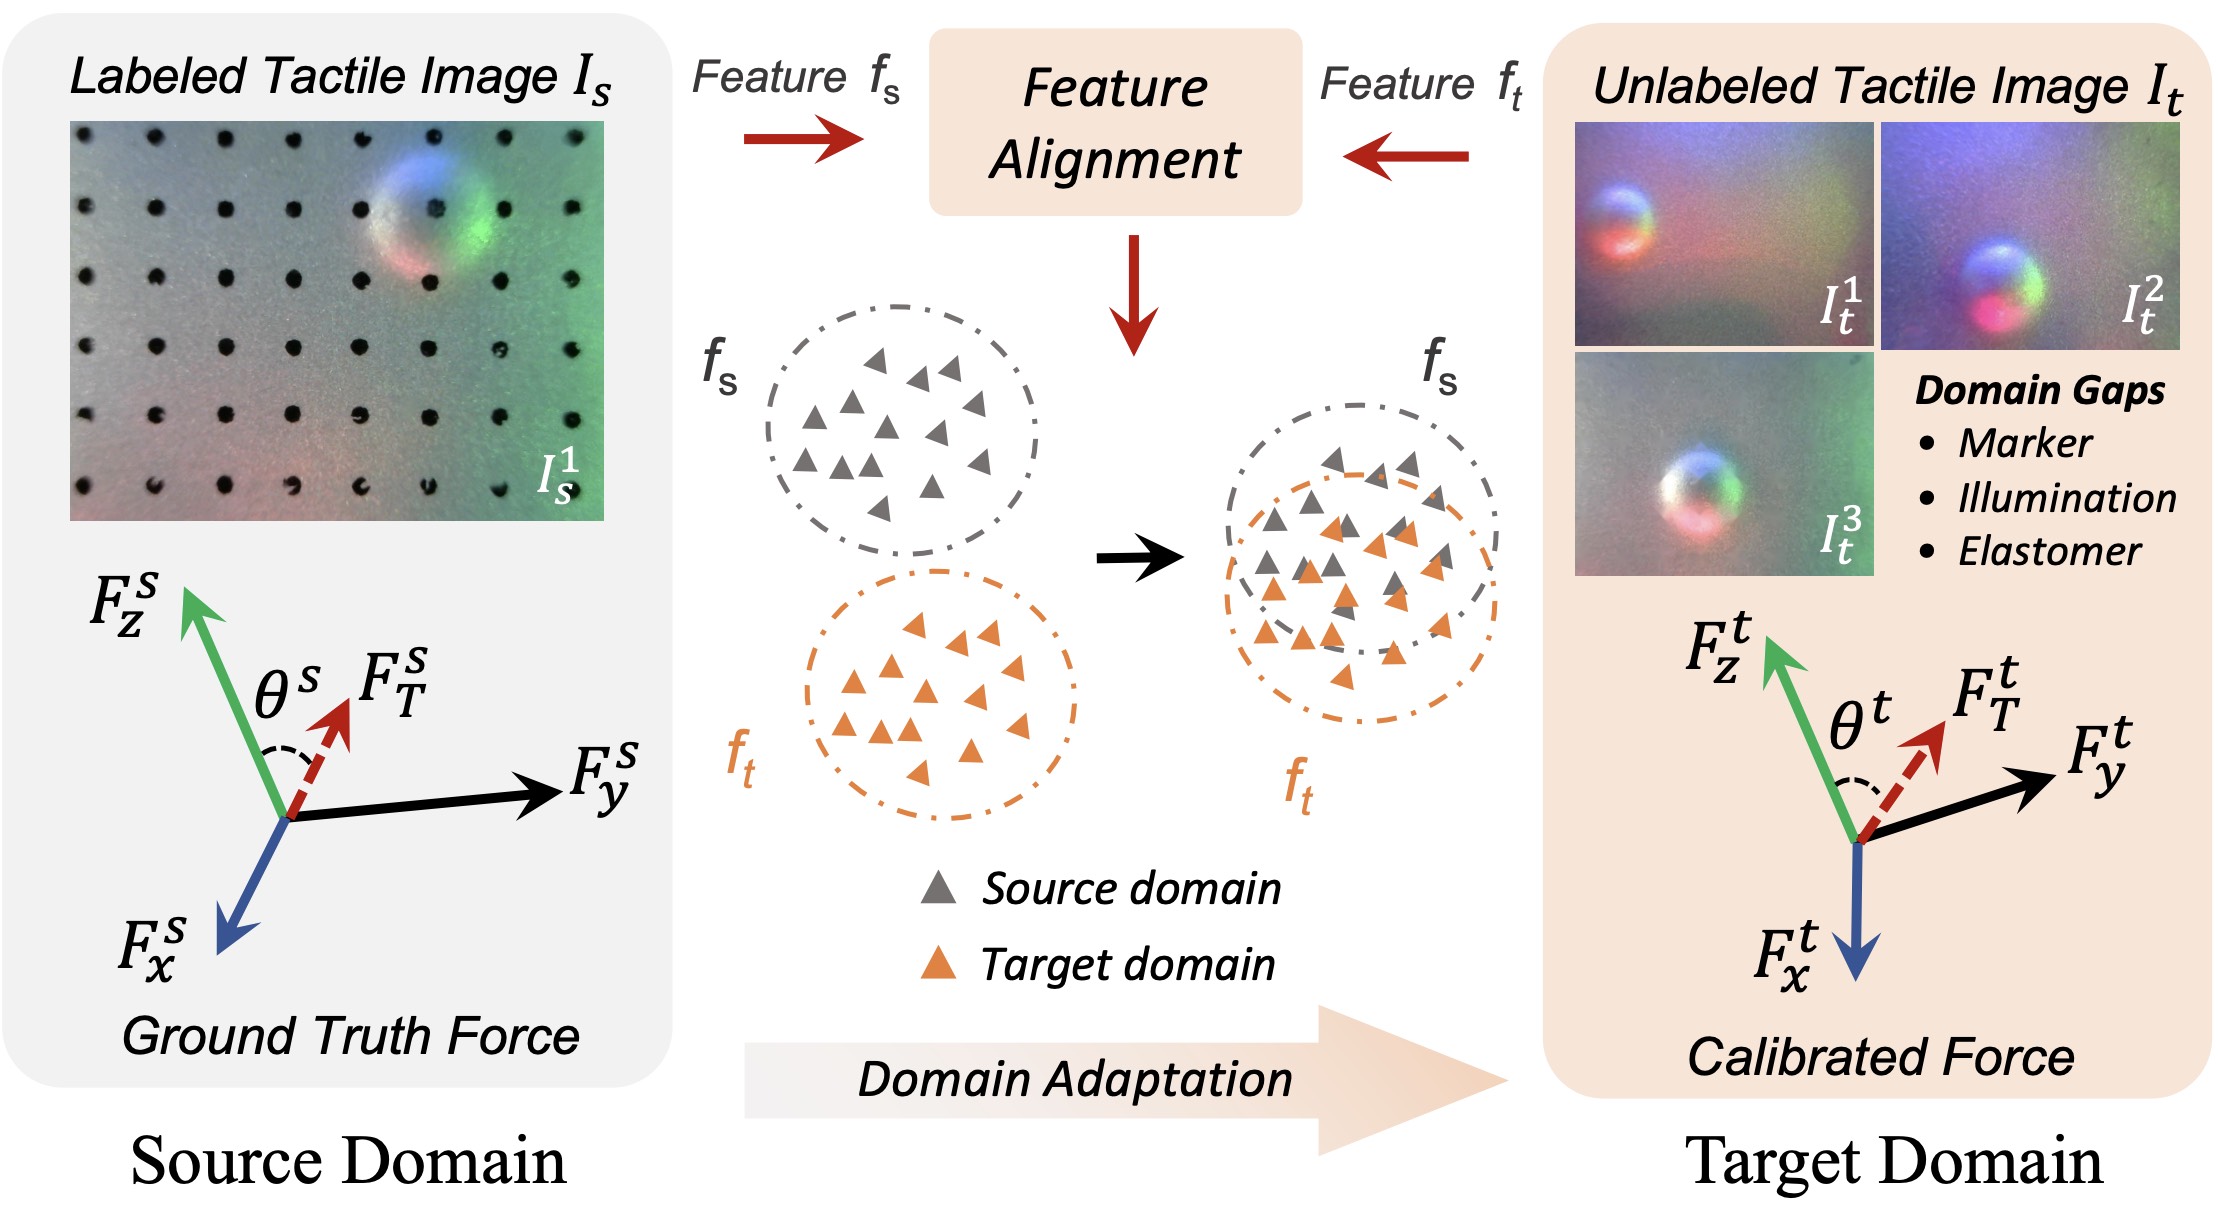 Labeled Tactile Image I_s
I_s^1
F_z^s
θ^s
F_T^s
F_y^s
F_x^s
Ground Truth Force
Source Domain
Feature f_s
Feature Alignment
Feature f_t
f_s
f_t
f_s
f_t
Source domain
Target domain
Domain Adaptation
Unlabeled Tactile Image I_t
I_t^1
I_t^2
I_t^3
Domain Gaps
• Marker
• Illumination
• Elastomer
F_z^t
θ^t
F_T^t
F_y^t
F_x^t
Calibrated Force
Target Domain